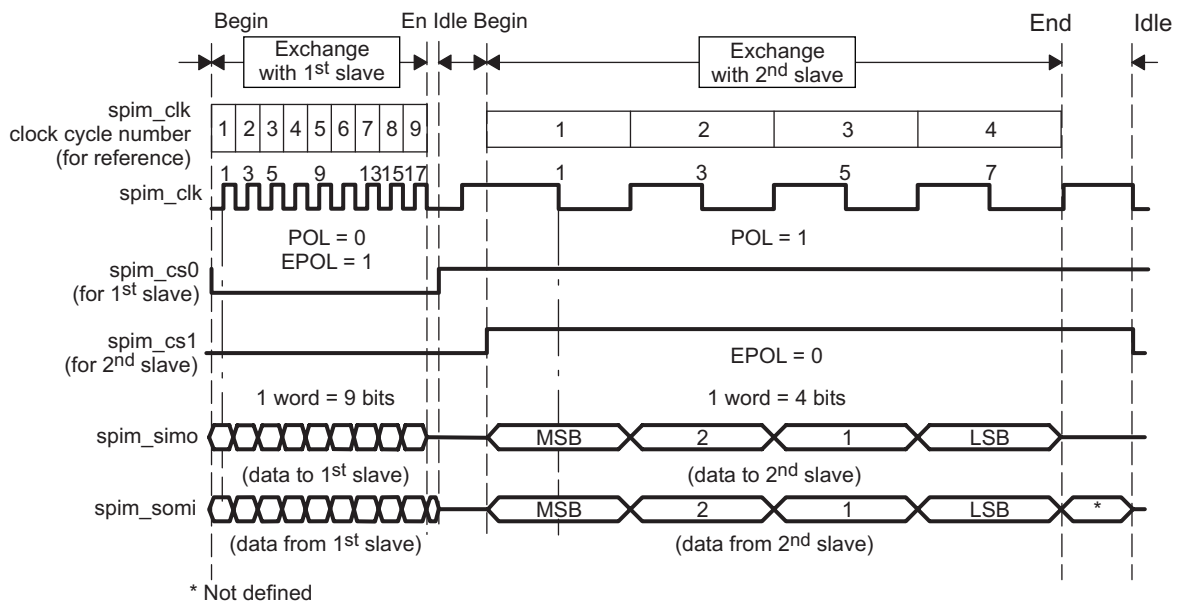 Begin En Idle Begin End Idle
Exchange with 1st slave
Exchange with 2nd slave
spim_clk
clock cycle number
(for reference)
1 2 3 4 5 6 7 8 9 1 2 3 4
1 3 5 9 13 15 17 1 3 5 7
spim_clk
POL = 0 POL = 1
EPOL = 1
spim_cs0
(for 1st slave)
spim_cs1
(for 2nd slave)
EPOL = 0
1 word = 9 bits 1 word = 4 bits
spim_simo MSB 2 1 LSB
(data to 1st slave) (data to 2nd slave)
spim_somi MSB 2 1 LSB *
(data from 1st slave) (data from 2nd slave)
* Not defined